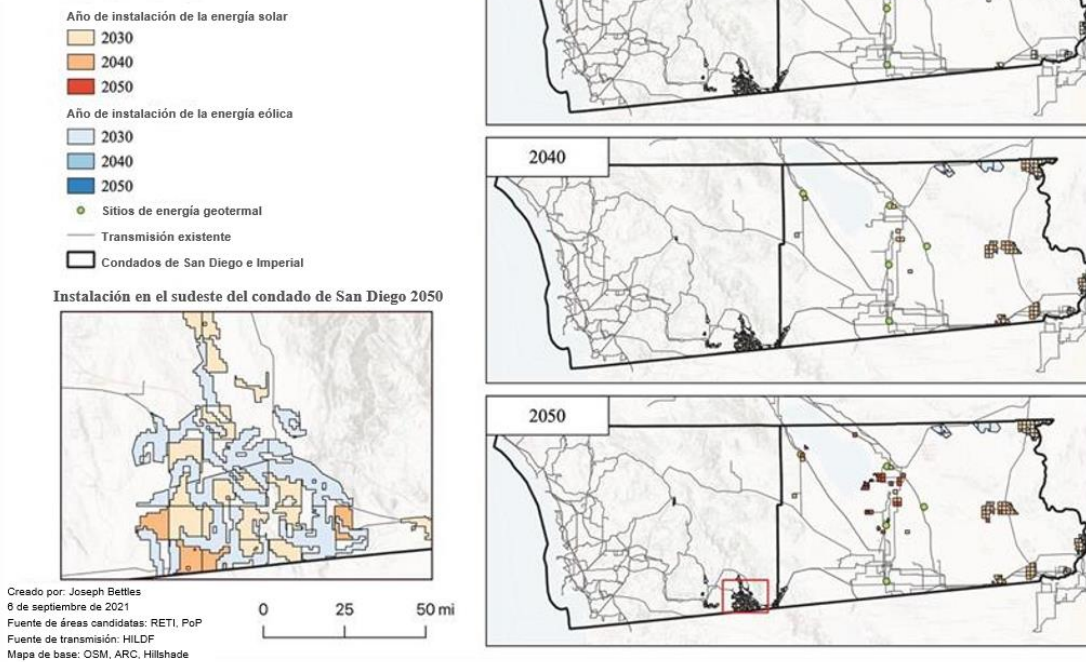 Año de instalación de la energía solar
2030
2040
2050
Año de instalación de la energía eólica
2030
2040
2050
Sitios de energía geotermal
Transmisión existente
Condados de San Diego e Imperial
Instalación en el sudeste del condado de San Diego 2050
Creado por: Joseph Bettles
6 de septiembre de 2021
Fuente de áreas candidatas: RETI, PoP
Fuente de transmisión: HILDF
Mapa de base: OSM, ARC, Hillshade
0 25 50 mi
2040
2050